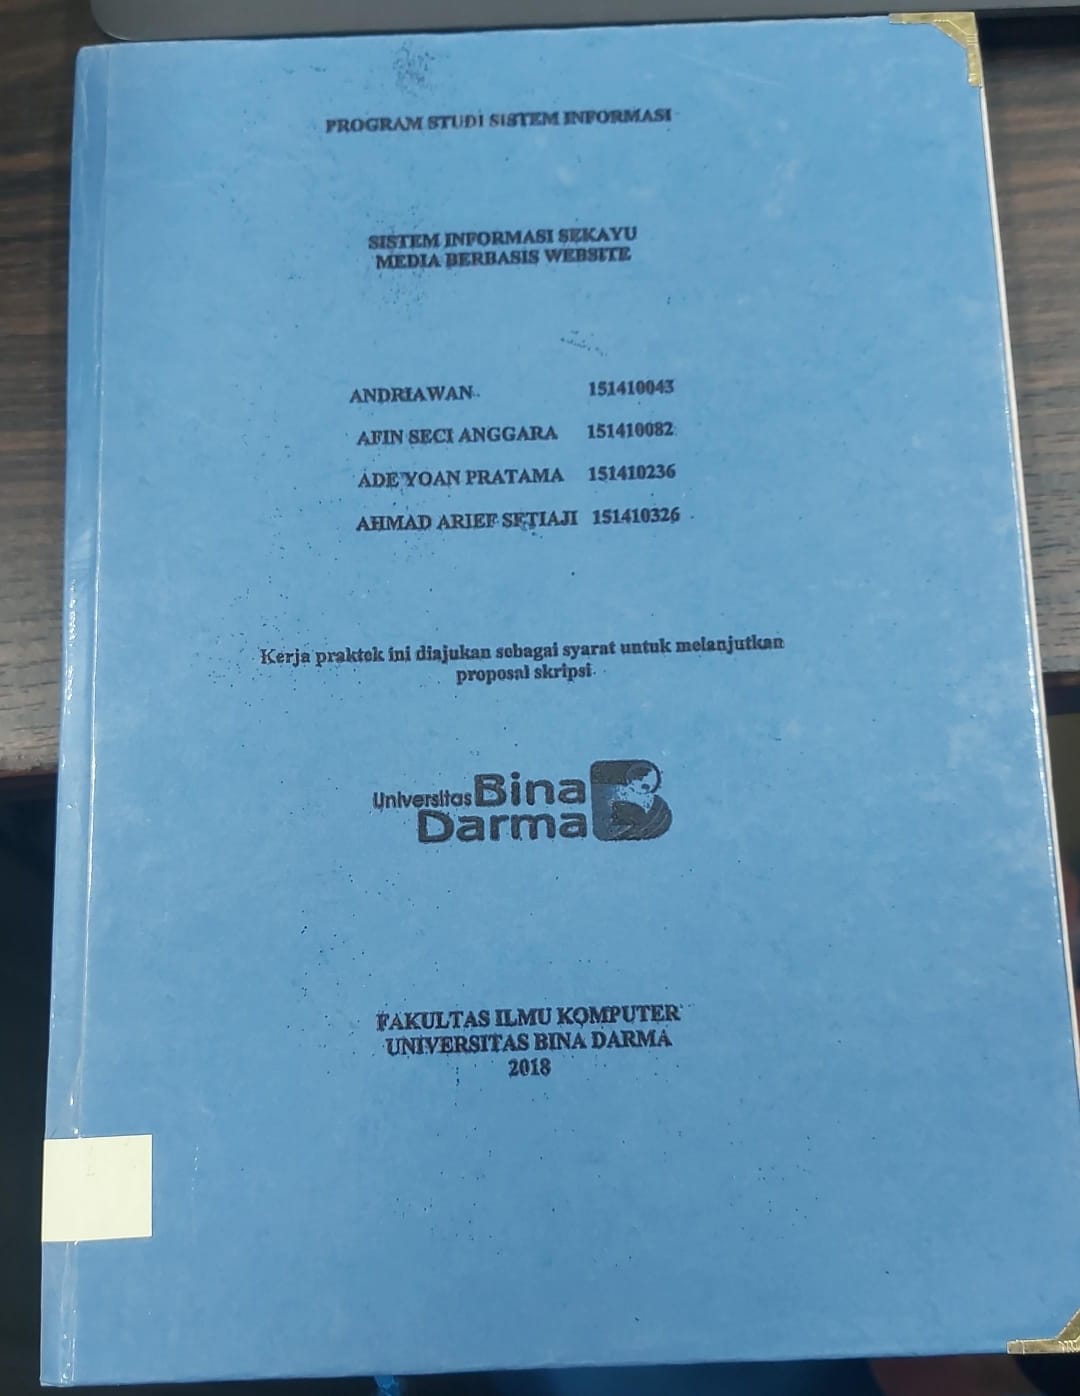 PROGRAM STUDI SISTEM INFORMASI
SISTEM INFORMASI SEKAYU
MEDIA BERBASIS WEBSITE
ANDRIAWAN 151410043
AFIN SECI ANGGARA 151410082
ADE YOAN PRATAMA 151410236
AHMAD ARIEF SETIAJI 151410326
Kerja praktek ini diajukan sebagai syarat untuk melanjutkan
proposal skripsi
Universitas Bina
Darma
FAKULTAS ILMU KOMPUTER
UNIVERSITAS BINA DARMA
2018